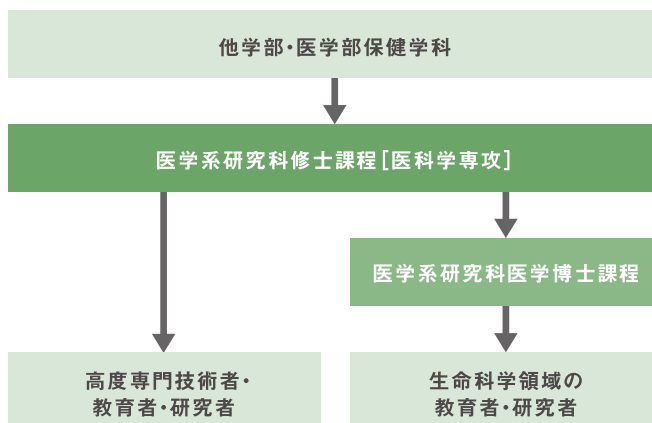 他学部・医学部保健学科
医学系研究科修士課程[医科学専攻]
医学系研究科医学博士課程
高度専門技術者・
教育者・研究者
生命科学領域の
教育者・研究者